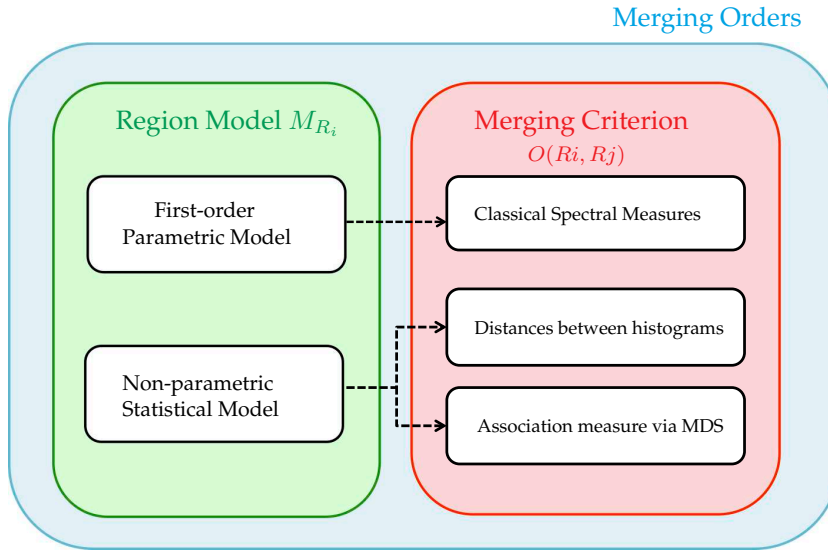 Merging Orders
Region Model $M_{R_i}$
First-order
Parametric Model
Non-parametric
Statistical Model
Merging Criterion
$O(Ri, Rj)$
Classical Spectral Measures
Distances between histograms
Association measure via MDS